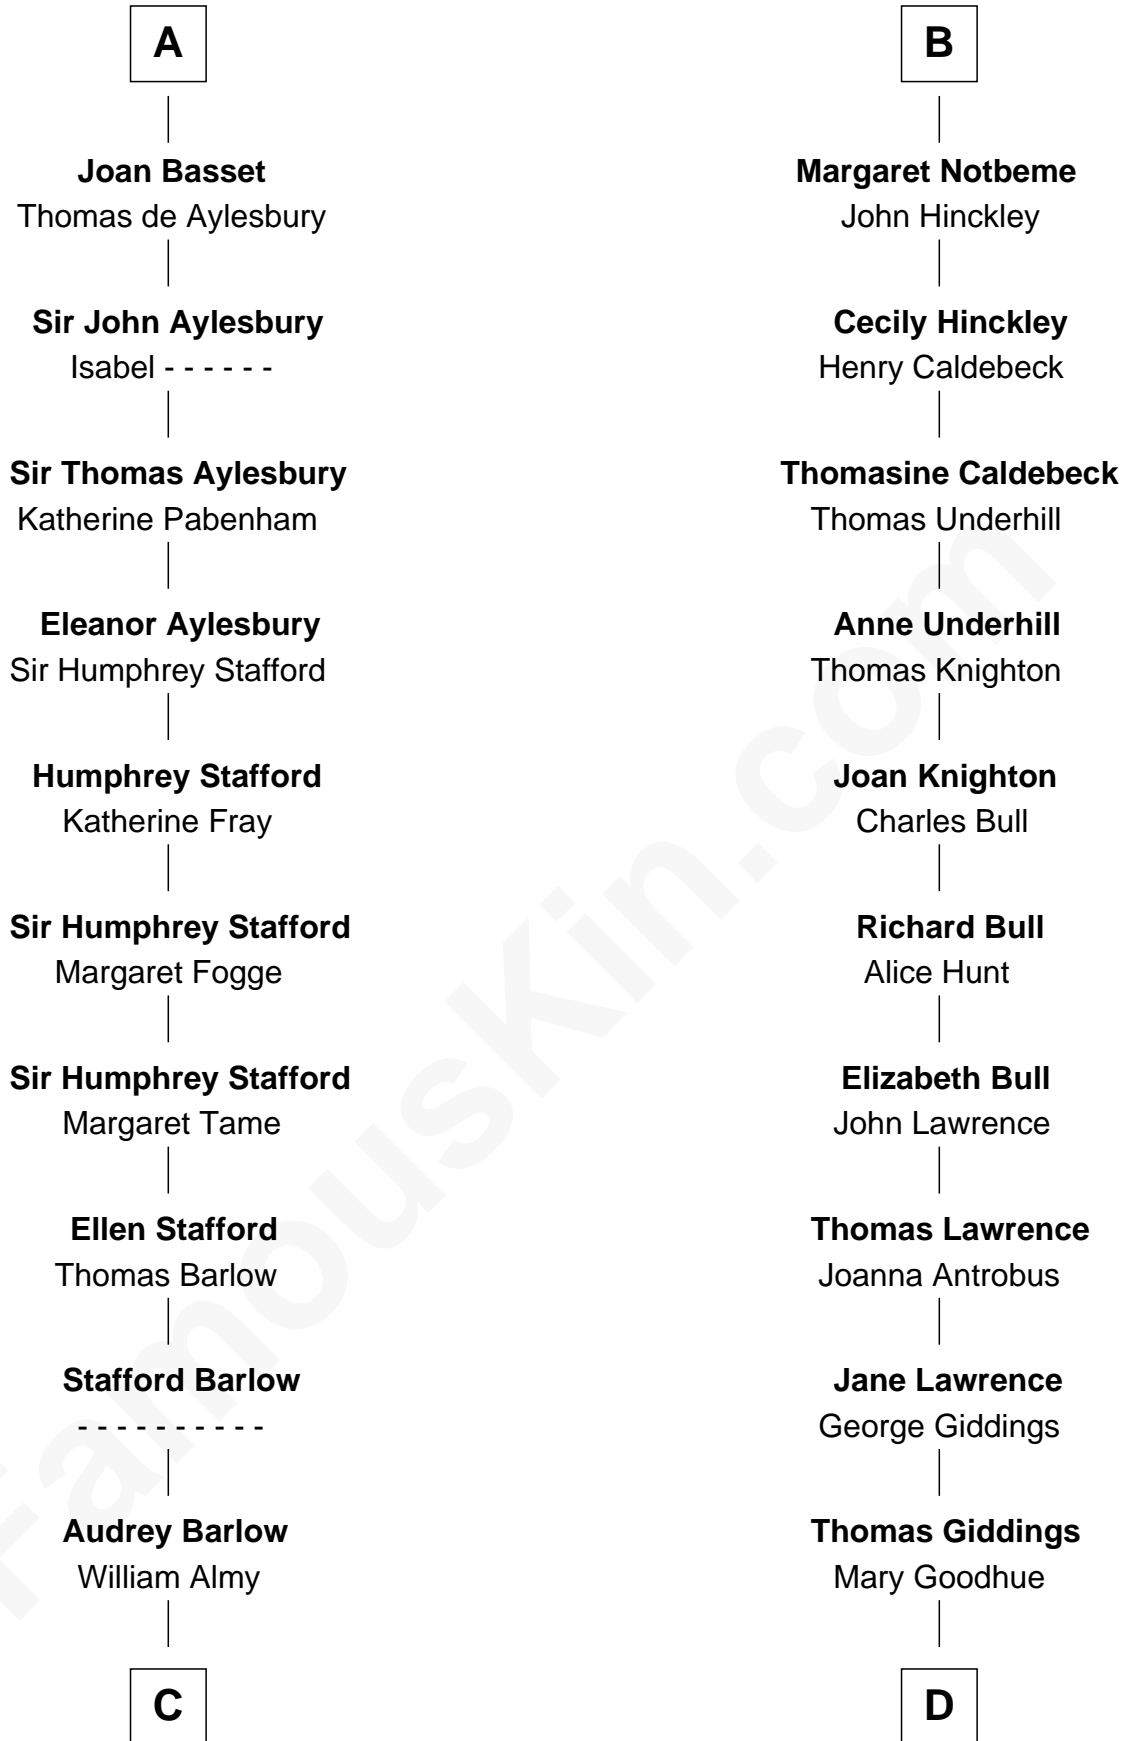 A
Joan Basset
Thomas de Aylesbury
Sir John Aylesbury
Isabel - - - - - -
Sir Thomas Aylesbury
Katherine Pabenham
Eleanor Aylesbury
Sir Humphrey Stafford
Humphrey Stafford
Katherine Fray
Sir Humphrey Stafford
Margaret Fogge
Sir Humphrey Stafford
Margaret Tame
Ellen Stafford
Thomas Barlow
Stafford Barlow
- - - - - - - - - -
Audrey Barlow
William Almy
C
B
Margaret Notbeme
John Hinckley
Cecily Hinckley
Henry Caldebeck
Thomasine Caldebeck
Thomas Underhill
Anne Underhill
Thomas Knighton
Joan Knighton
Charles Bull
Richard Bull
Alice Hunt
Elizabeth Bull
John Lawrence
Thomas Lawrence
Joanna Antrobus
Jane Lawrence
George Giddings
Thomas Giddings
Mary Goodhue
D
FamousKin.com